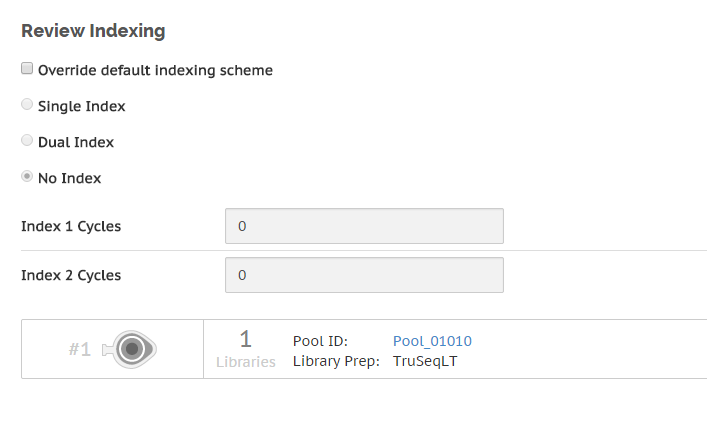 Review Indexing
Override default indexing scheme
Single Index
Dual Index
No Index
Index 1 Cycles 0
Index 2 Cycles 0
#1 1 Libraries
Pool ID: Pool_01010
Library Prep: TruSeqLT